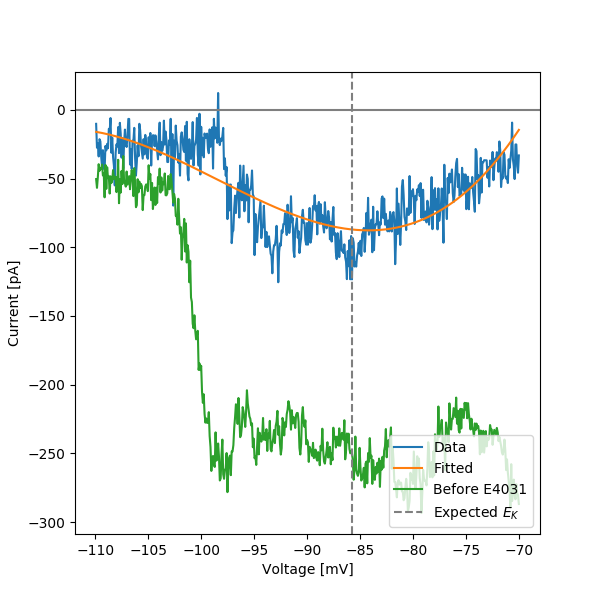 0
−50
−100
−150
−200
−250
−300
Current [pA]
−110 −105 −100 −95 −90 −85 −80 −75 −70
Voltage [mV]
Data
Fitted
Before E4031
Expected E_K